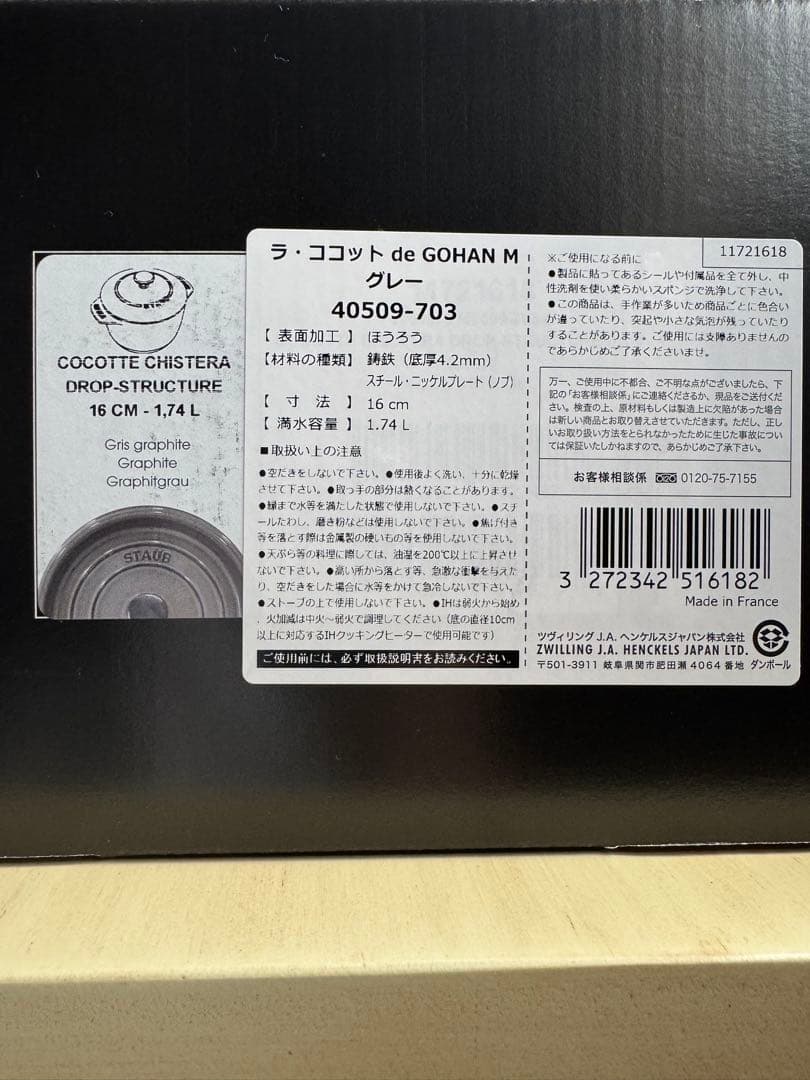 COCOTTE CHISTERA
DROP-STRUCTURE
16 CM - 1,74 L
Gris graphite
Graphite
Graphitgrau
STAUB
ラ・ココット de GOHAN M
グレー
40509-703
【 表面加工 】 ほうろう
【材料の種類】 鋳鉄（底厚4.2mm）
スチール・ニッケルプレート（ノブ）
【 寸 法 】 16 cm
【 満水容量 】 1.74 L
■取扱い上の注意
●空だきをしないで下さい。●使用後よく洗い、十分に乾燥
させて下さい。●取っ手の部分は熱くなることがあります。
●縁まで水等を満たした状態で使用しないで下さい。●スチ
ールたわし、磨き粉などは使用しないで下さい。●焦げ付き
等を落とす際は金属製の硬いもの等を使用しないで下さい。
●天ぷら等の料理に際しては、油温を200℃以上に上昇させ
ないで下さい。●高い所から落とす等、急激な衝撃を与えた
り、空だきをした場合に水等をかけて急冷しないで下さい。
●ストーブの上で使用しないで下さい。●IHは弱火から始め
、火加減は中火～弱火で調理してください（底の直径10cm
以上に対応するIHクッキングヒーターで使用可能です）
ご使用前には、必ず取扱説明書をお読みください。
11721618
※ご使用になる前に
●製品に貼ってあるシールや付属品を全て外し、中
性洗剤を使い柔らかいスポンジで洗浄して下さい。
●この商品は、手作業が多いため商品ごとに色合い
が違っていたり、突起や小さな気泡が残っていたり
することがあります。ご使用には支障ありませんの
であらかじめご了承くださいませ。
万一、ご使用中に不都合、ご不明な点がございましたら、下
記の「お客様相談係」にご連絡くださるか、現品をご送付くださ
い。検査の上、原材料もしくは製造上に欠陥があった場合
は新しい商品とお取り替えさせていただきます。ただし、正し
いお取り扱い方法をとられなかったために生じた事故につい
ては保証いたしかねますので、あらかじめご了承下さい。
お客様相談係 0120-75-7155
3 272342 516182
Made in France
ツヴィリング J.A. ヘンケルスジャパン株式会社
ZWILLING J.A. HENCKELS JAPAN LTD.
〒501-3911 岐阜県関市肥田瀬 4064 番地
ダンボール